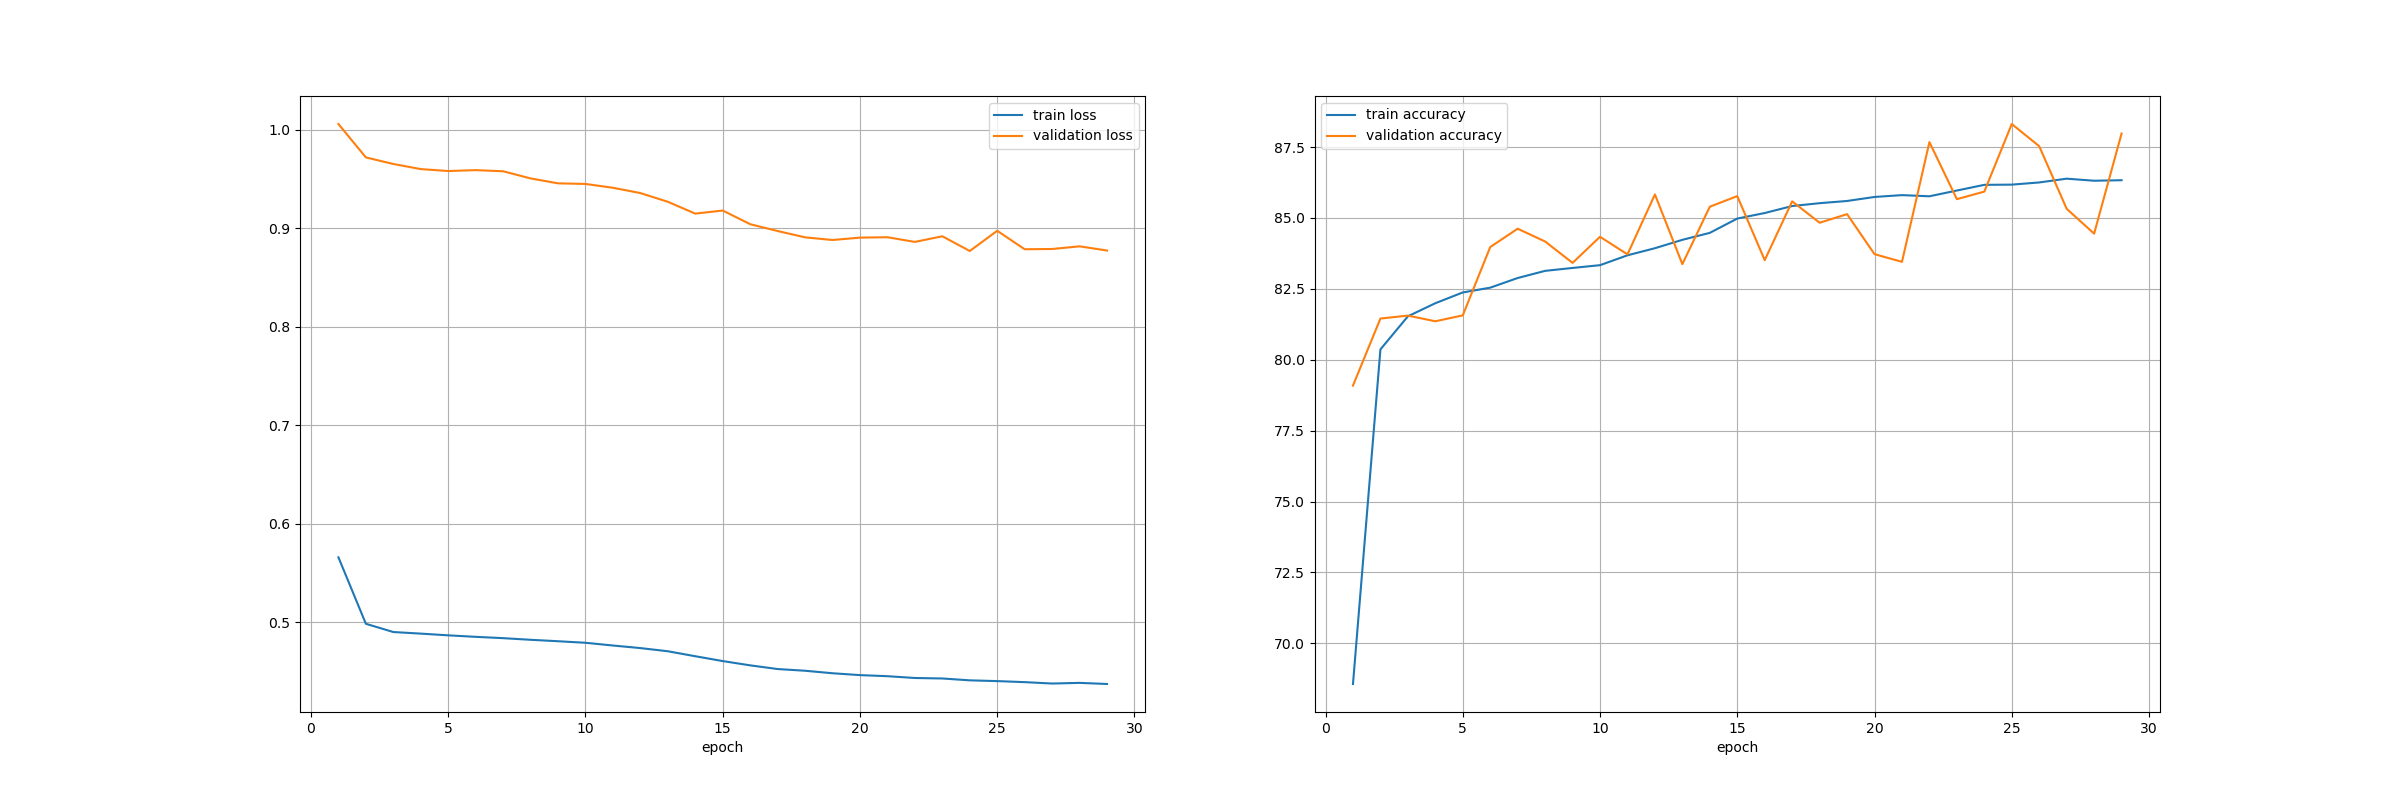 train loss
validation loss
1.0
0.9
0.8
0.7
0.6
0.5
0 5 10 15 20 25 30
epoch
train accuracy
validation accuracy
87.5
85.0
82.5
80.0
77.5
75.0
72.5
70.0
0 5 10 15 20 25 30
epoch